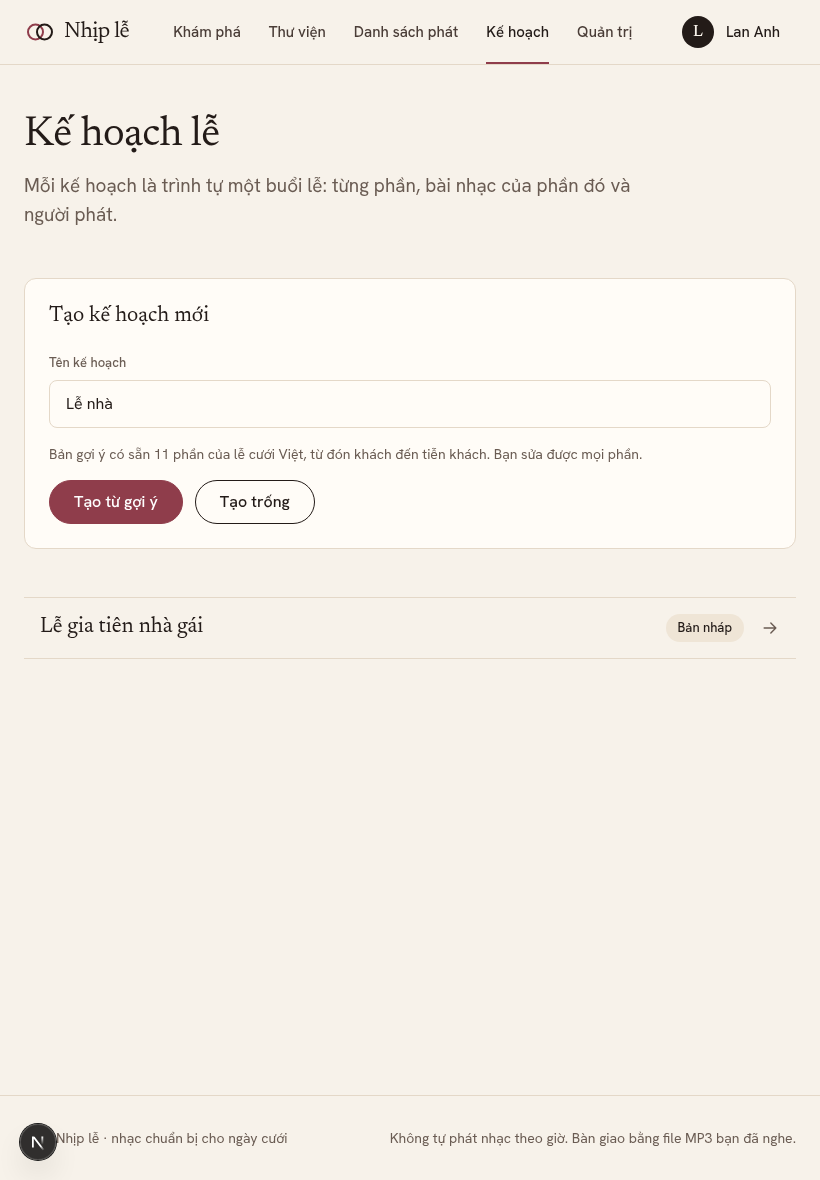 Nhịp lễ
Khám phá
Thư viện
Danh sách phát
Kế hoạch
Quản trị
L
Lan Anh
Kế hoạch lễ
Mỗi kế hoạch là trình tự một buổi lễ: từng phần, bài nhạc của phần đó và
người phát.
Tạo kế hoạch mới
Tên kế hoạch
Lễ nhà
Bản gợi ý có sẵn 11 phần của lễ cưới Việt, từ đón khách đến tiễn khách. Bạn sửa được mọi phần.
Tạo từ gợi ý
Tạo trống
Lễ gia tiên nhà gái
Bản nháp
N
Nhịp lễ · nhạc chuẩn bị cho ngày cưới
Không tự phát nhạc theo giờ. Bàn giao bằng file MP3 bạn đã nghe.